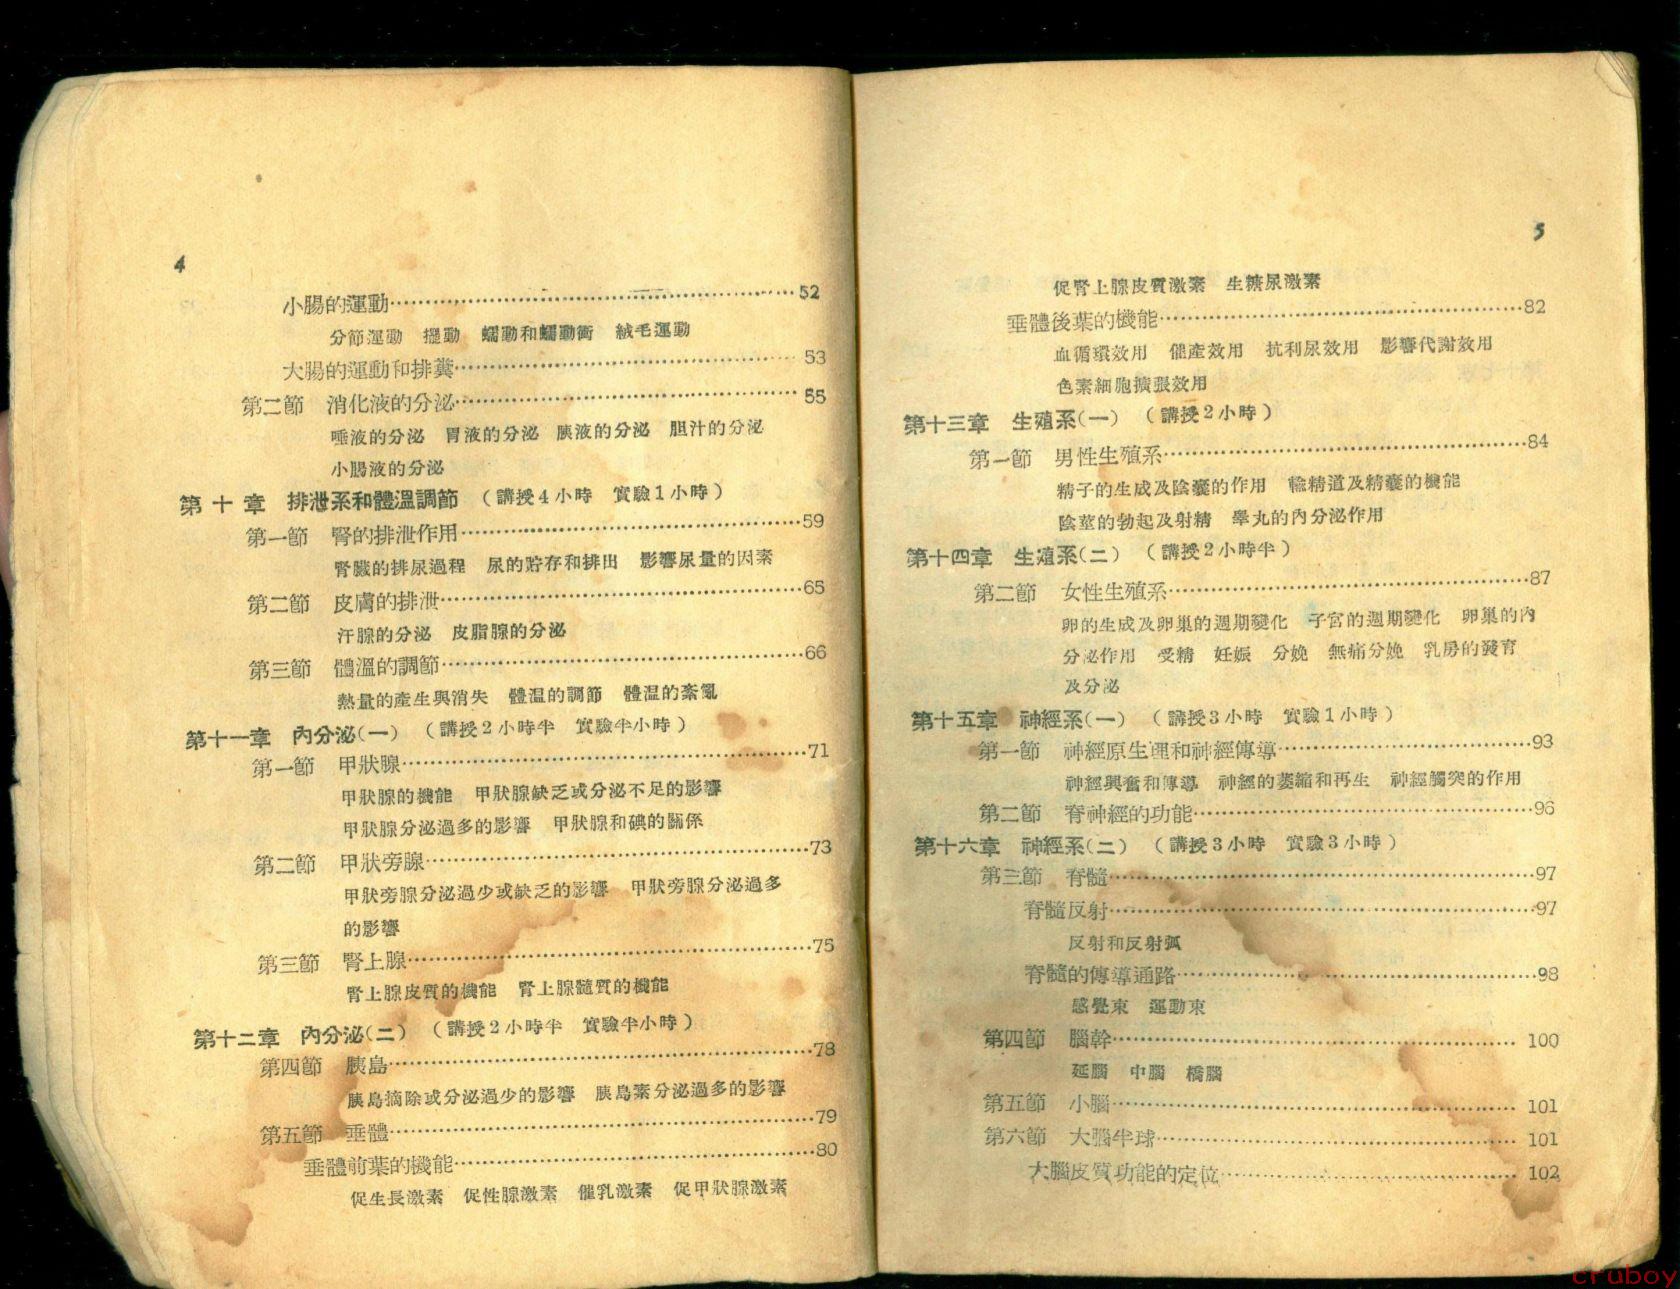 4
小腸的運動……52
分節運動　擺動　蠕動和蠕動衝　絨毛運動
大腸的運動和排糞……53
第二節　消化液的分泌……55
唾液的分泌　胃液的分泌　胰液的分泌　胆汁的分泌
小腸液的分泌
第十章　排泄系和體溫調節　（講授4小時　實驗1小時）
第一節　腎的排泄作用……59
腎臟的排尿過程　尿的貯存和排出　影響尿量的因素
第二節　皮膚的排泄……65
汗腺的分泌　皮脂腺的分泌
第三節　體溫的調節……66
熱量的產生與消失　體温的調節　體温的紊亂
第十一章　內分泌（一）　（講授2小時半　實驗半小時）
第一節　甲狀腺……71
甲狀腺的機能　甲狀腺缺乏或分泌不足的影響
甲狀腺分泌過多的影響　甲狀腺和碘的關係
第二節　甲狀旁腺……73
甲狀旁腺分泌過少或缺乏的影響　甲狀旁腺分泌過多
的影響
第三節　腎上腺……75
腎上腺皮質的機能　腎上腺髓質的機能
第十二章　內分泌（二）　（講授2小時半　實驗半小時）
第四節　胰島……78
胰島摘除或分泌過少的影響　胰島素分泌過多的影響
第五節　垂體……79
垂體前葉的機能……80
促生長激素　促性腺激素　催乳激素　促甲狀腺激素
5
促腎上腺皮質激素　生糖尿激素
垂體後葉的機能……82
血循環效用　催產效用　抗利尿效用　影響代謝效用
色素細胞擴張效用
第十三章　生殖系（一）　（講授2小時）
第一節　男性生殖系……84
精子的生成及陰囊的作用　輸精道及精囊的機能
陰莖的勃起及射精　睾丸的內分泌作用
第十四章　生殖系（二）　（講授2小時半）
第二節　女性生殖系……87
卵的生成及卵巢的週期變化　子宮的週期變化　卵巢的內
分泌作用　受精　妊娠　分娩　無痛分娩　乳房的發育
及分泌
第十五章　神經系（一）　（講授3小時　實驗1小時）
第一節　神經原生理和神經傳導……93
神經興奮和傳導　神經的萎縮和再生　神經觸突的作用
第二節　脊神經的功能……96
第十六章　神經系（二）　（講授3小時　實驗3小時）
第三節　脊髓……97
脊髓反射……97
反射和反射弧
脊髓的傳導通路……98
感覺束　運動束
第四節　腦幹……100
延腦　中腦　橋腦
第五節　小腦……101
第六節　大腦半球……101
大腦皮質功能的定位……102
cruboy